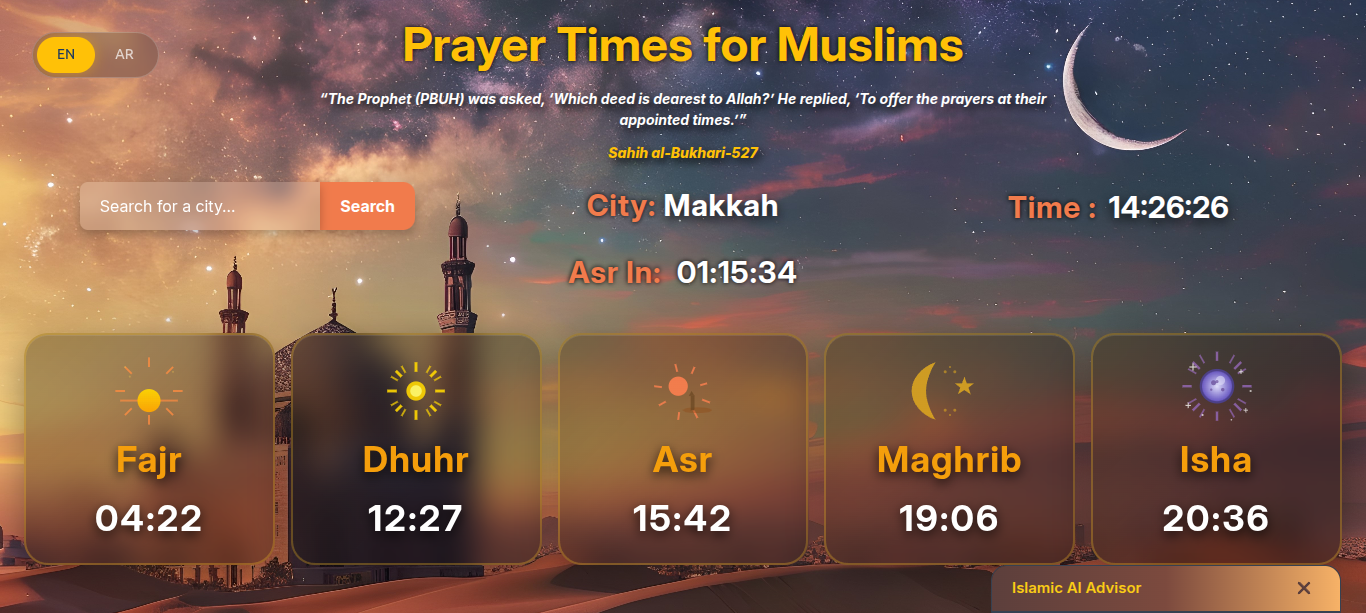 EN AR
Prayer Times for Muslims
“The Prophet (PBUH) was asked, ‘Which deed is dearest to Allah?’ He replied, ‘To offer the prayers at their
appointed times.’”
Sahih al-Bukhari-527
Search for a city... Search
City: Makkah
Time : 14:26:26
Asr In: 01:15:34
Fajr
04:22
Dhuhr
12:27
Asr
15:42
Maghrib
19:06
Isha
20:36
Islamic AI Advisor